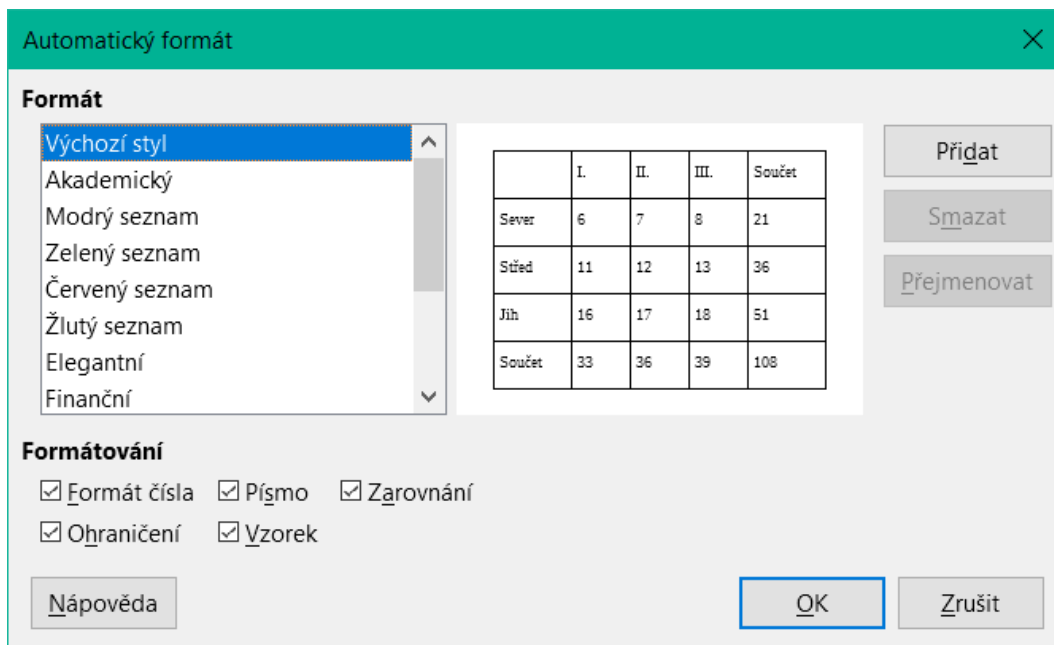 Automatický formát
Formát
Výchozí styl
Akademický
Modrý seznam
Zelený seznam
Červený seznam
Žlutý seznam
Elegantní
Finanční
I. II. III. Součet
Sever 6 7 8 21
Střed 11 12 13 36
Jih 16 17 18 51
Součet 33 36 39 108
Přidat
Smazat
Přejmenovat
Formátování
Formát čísla Písmo Zarovnání
Ohraničení Vzorek
Nápověda OK Zrušit